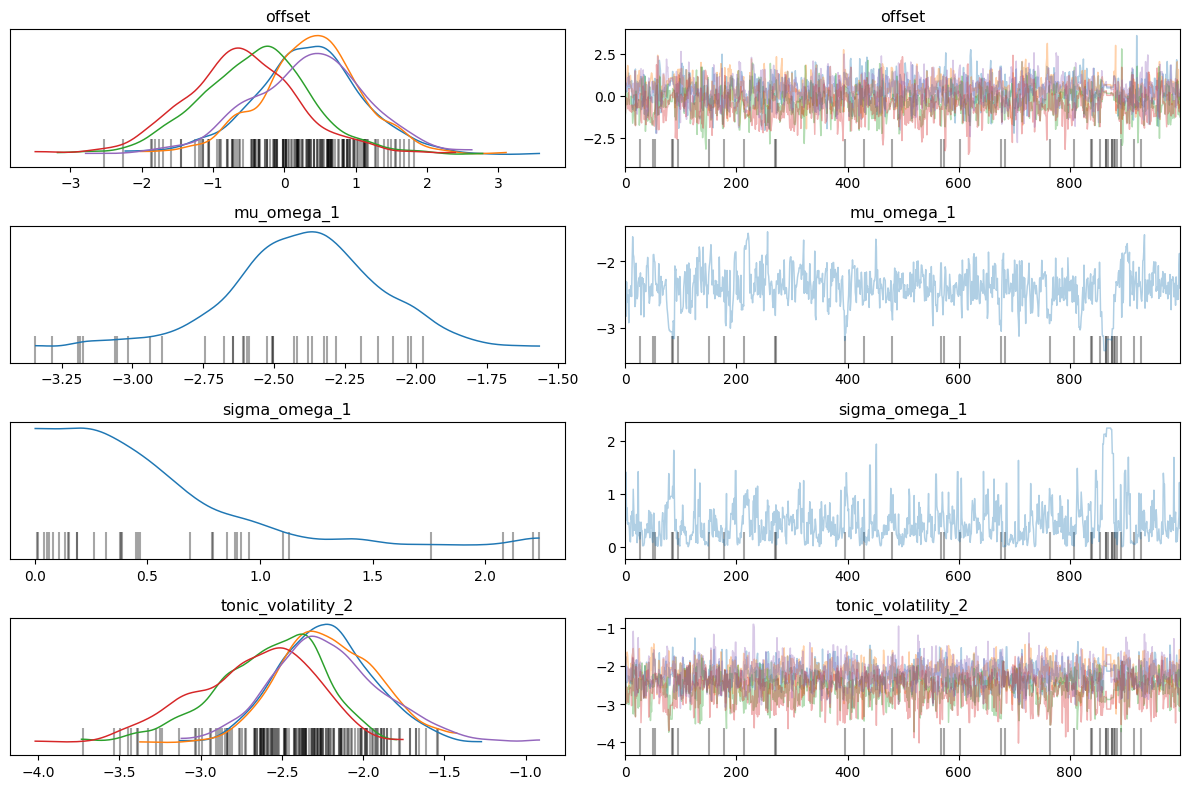 offset
offset
−3 −2 −1 0 1 2 3
2.5
0.0
−2.5
0 200 400 600 800
mu_omega_1
mu_omega_1
−3.25 −3.00 −2.75 −2.50 −2.25 −2.00 −1.75 −1.50
−2
−3
0 200 400 600 800
sigma_omega_1
sigma_omega_1
0.0 0.5 1.0 1.5 2.0
2
1
0
0 200 400 600 800
tonic_volatility_2
tonic_volatility_2
−4.0 −3.5 −3.0 −2.5 −2.0 −1.5 −1.0
−1
−2
−3
−4
0 200 400 600 800